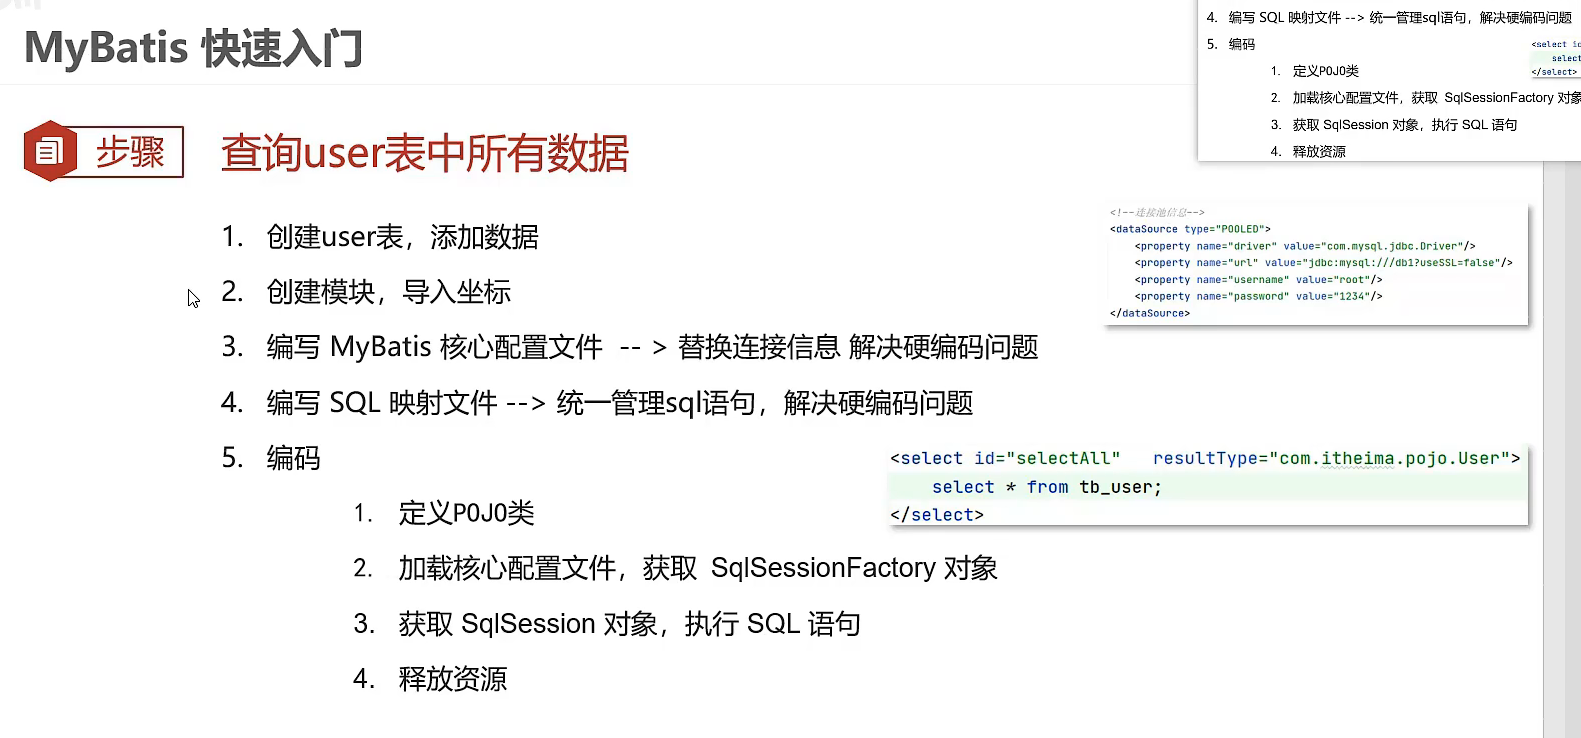 MyBatis 快速入门
步骤
查询user表中所有数据
1. 创建user表，添加数据
2. 创建模块，导入坐标
3. 编写 MyBatis 核心配置文件 -- > 替换连接信息 解决硬编码问题
4. 编写 SQL 映射文件 --> 统一管理sql语句，解决硬编码问题
5. 编码
1. 定义POJO类
2. 加载核心配置文件，获取 SqlSessionFactory 对象
3. 获取 SqlSession 对象，执行 SQL 语句
4. 释放资源
4. 编写 SQL 映射文件 --> 统一管理sql语句，解决硬编码问题
5. 编码
1. 定义POJO类
2. 加载核心配置文件，获取 SqlSessionFactory 对象
3. 获取 SqlSession 对象，执行 SQL 语句
4. 释放资源
<select id
select
</select>
<!--连接池信息-->
<dataSource type="POOLED">
<property name="driver" value="com.mysql.jdbc.Driver"/>
<property name="url" value="jdbc:mysql:///db1?useSSL=false"/>
<property name="username" value="root"/>
<property name="password" value="1234"/>
</dataSource>
<select id="selectAll" resultType="com.itheima.pojo.User">
select * from tb_user;
</select>